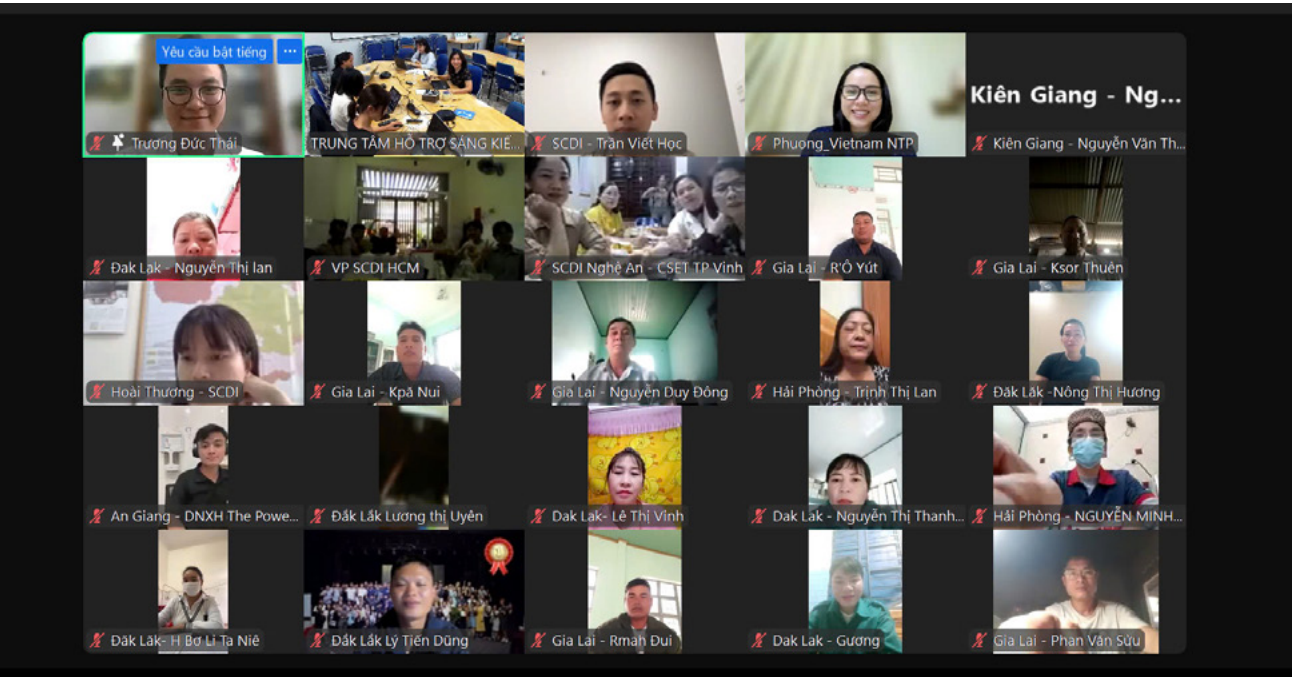 Yêu cầu bật tiếng ...
Kiên Giang - Ng...
Trương Đức Thái
TRUNG TÂM HỖ TRỢ SÁNG KIẾ...
SCDI - Trần Viết Học
Phuong_Vietnam NTP
Kiên Giang - Nguyễn Văn Th...
Đak Lak - Nguyễn Thị lan
VP SCDI HCM
SCDI Nghệ An - CSET TP Vinh
Gia Lai - R'Ô Yút
Gia Lai - Ksor Thuên
Hoài Thương - SCDI
Gia Lai - Kpă Nui
Gia Lai - Nguyễn Duy Đông
Hải Phòng - Trịnh Thị Lan
Đăk Lăk -Nông Thị Hương
An Giang - DNXH The Powe...
Đắk Lắk Lương thị Uyên
Dak Lak- Lê Thị Vĩnh
Dak Lak - Nguyễn Thị Thanh...
Hải Phòng - NGUYỄN MINH...
Đăk Lăk- H Bơ Li Ta Niê
Đắk Lắk Lý Tiến Dũng
Gia Lai - Rmah Đui
Dak Lak - Gương
Gia Lai - Phan Văn Sửu